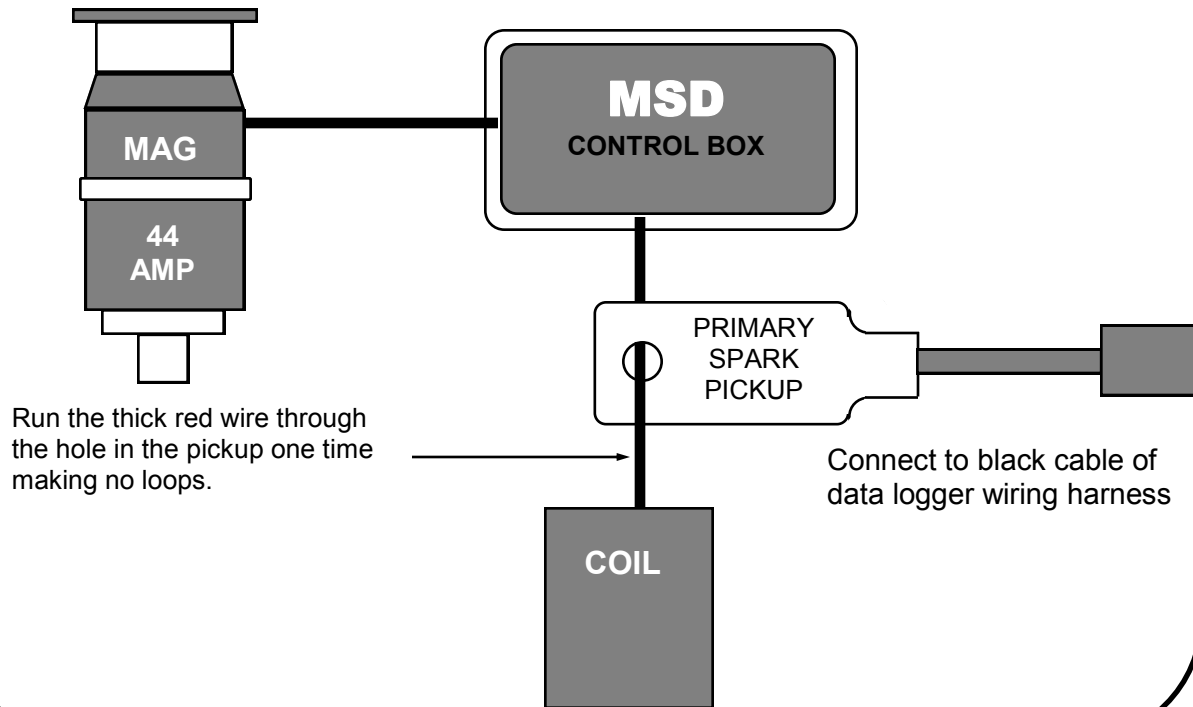 MAG
44
AMP
MSD
CONTROL BOX
PRIMARY
SPARK
PICKUP
Run the thick red wire through
the hole in the pickup one time
making no loops.
Connect to black cable of
data logger wiring harness
COIL